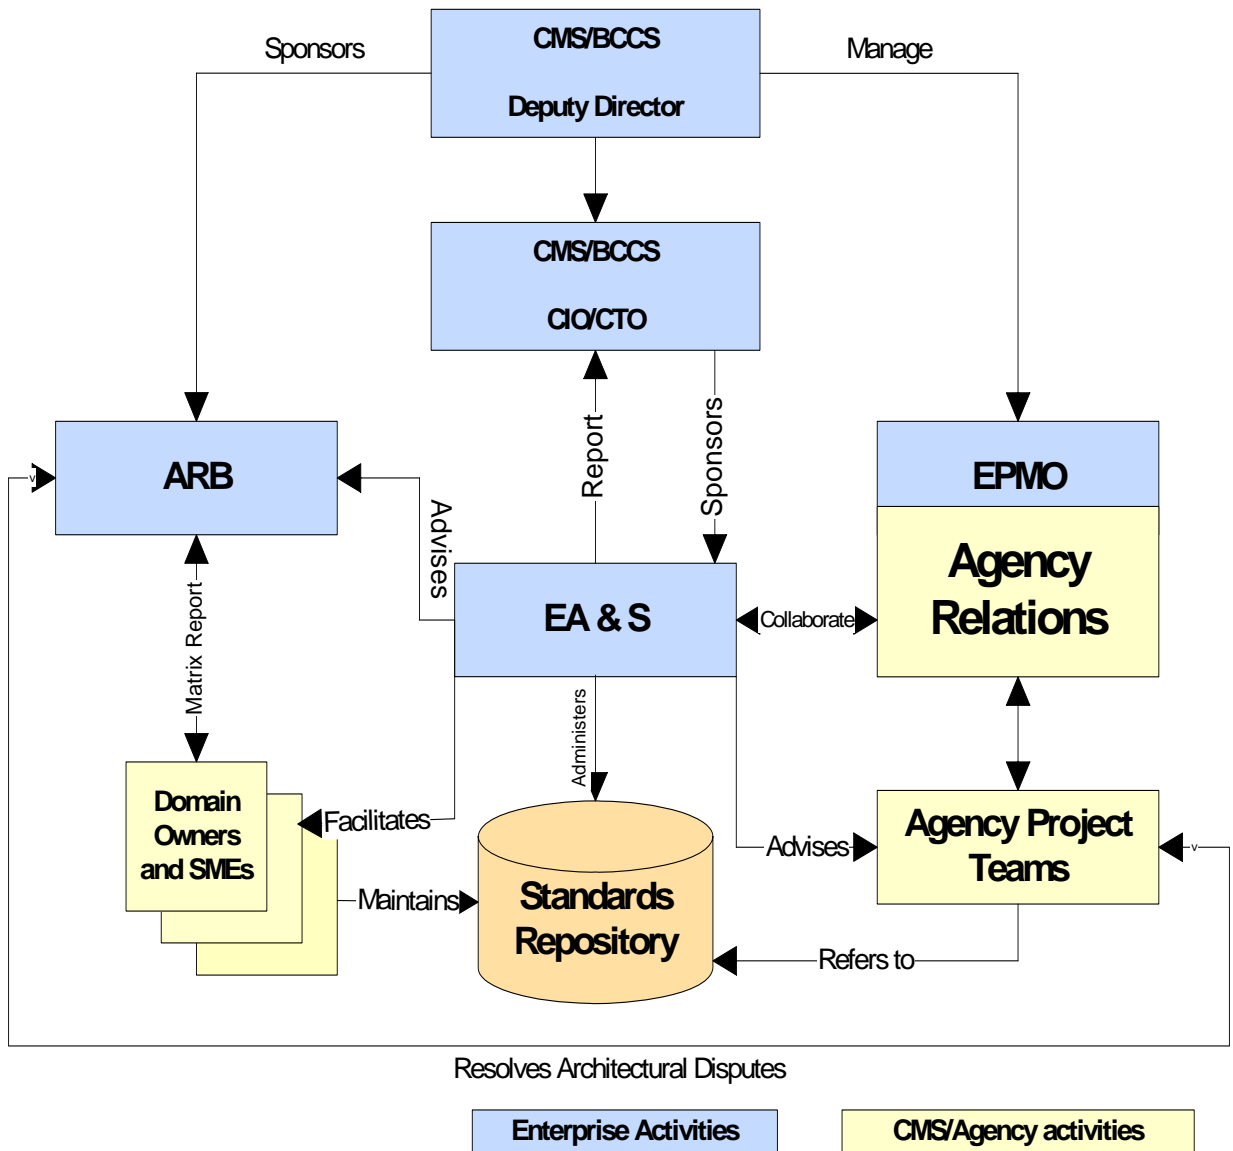 CMS/BCCS
Deputy Director
Sponsors
Manage
CMS/BCCS
CIO/CTO
Report
Sponsors
ARB
v
Advises
EPMO
Agency
Relations
EA & S
Collaborate
Matrix Report
Administers
Domain
Owners
and SMEs
Facilitates
Maintains
Standards
Repository
Advises
Agency Project
Teams
v
Refers to
Resolves Architectural Disputes
Enterprise Activities
CMS/Agency activities